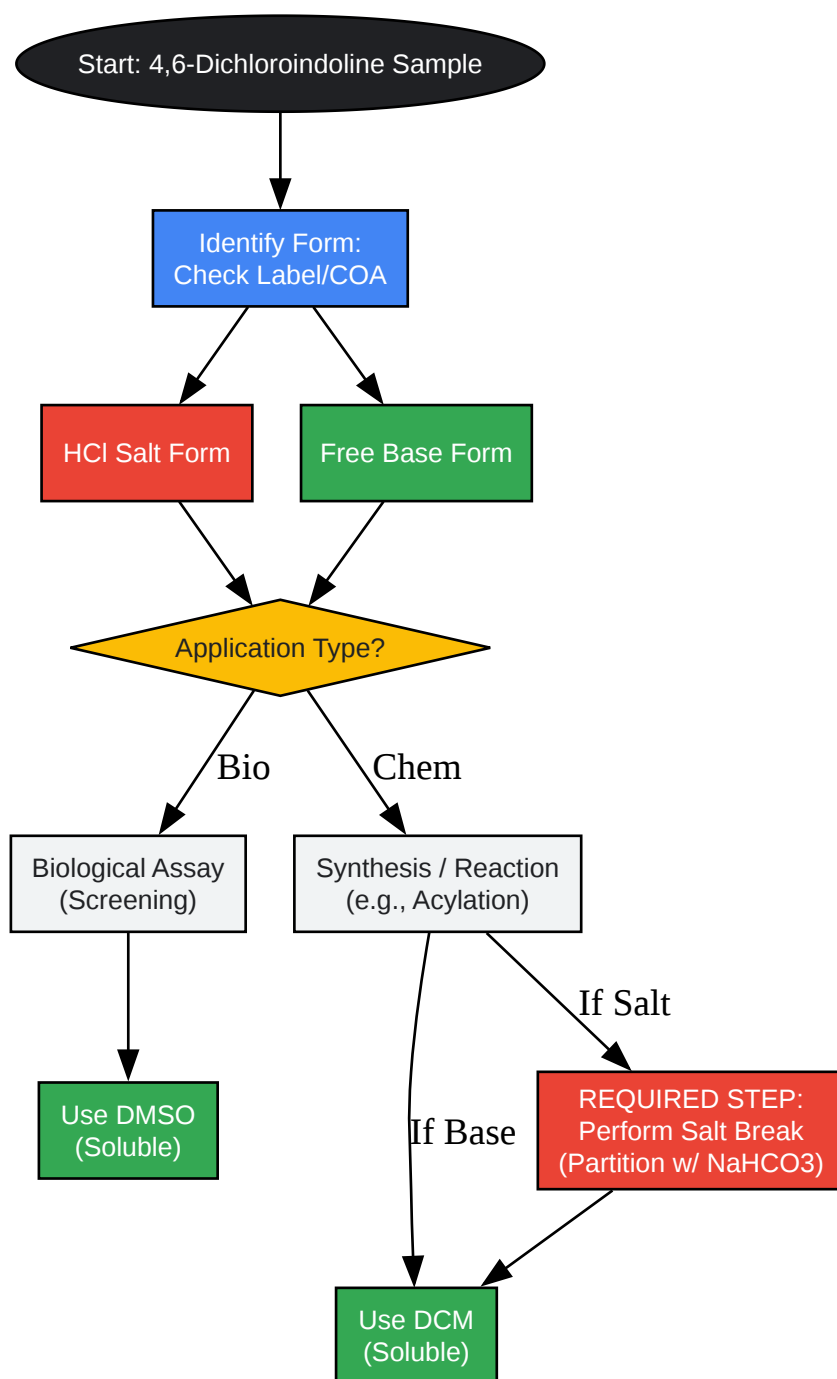 Start: 4,6-Dichloroindoline Sample
Identify Form:
Check Label/COA
HCl Salt Form
Free Base Form
Application Type?
Bio
Chem
Biological Assay
(Screening)
Synthesis / Reaction
(e.g., Acylation)
If Salt
Use DMSO
(Soluble)
If Base
REQUIRED STEP:
Perform Salt Break
(Partition w/ NaHCO3)
Use DCM
(Soluble)